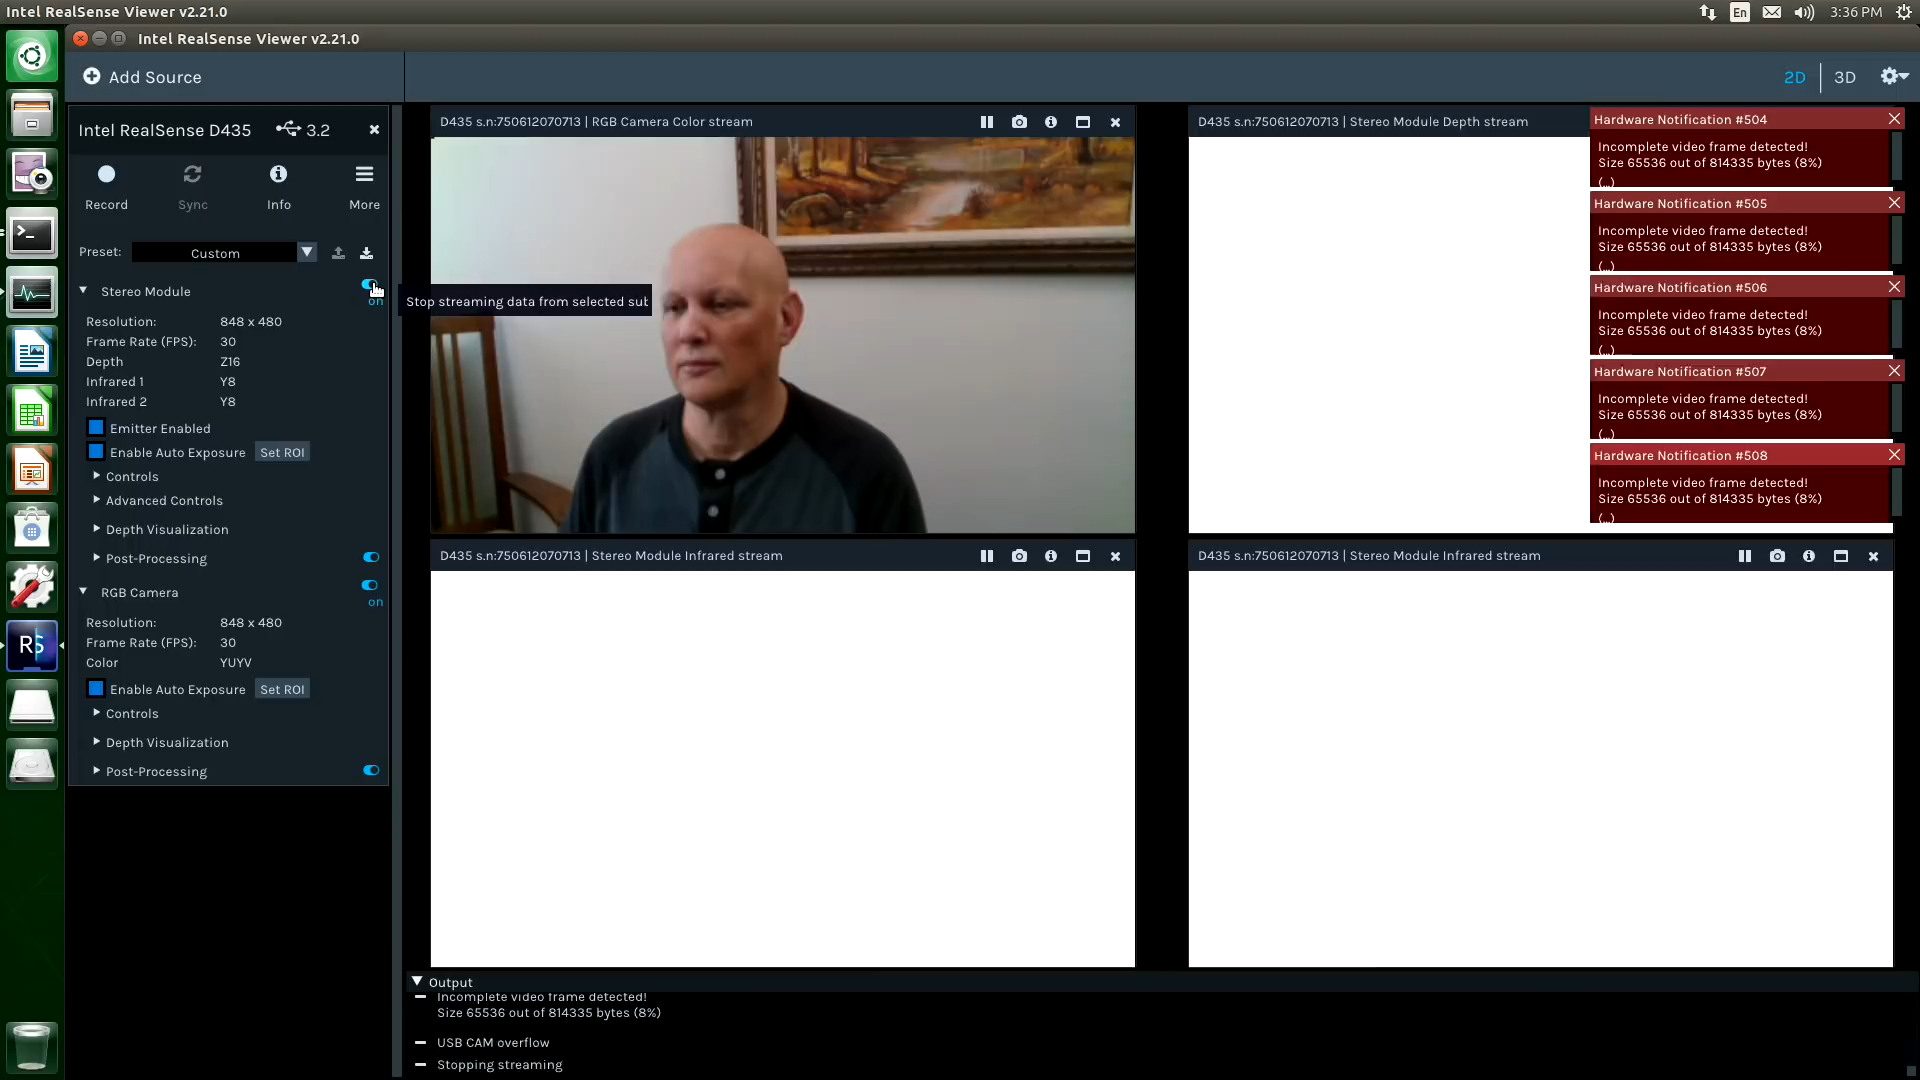 Intel RealSense Viewer v2.21.0
En
3:36 PM
Intel RealSense Viewer v2.21.0
Add Source
2D
3D
Intel RealSense D435
3.2
Record
Sync
Info
More
Preset:
Custom
Stereo Module
on
Resolution:
848 x 480
Frame Rate (FPS):
30
Depth
Z16
Infrared 1
Y8
Infrared 2
Y8
Emitter Enabled
Enable Auto Exposure
Set ROI
Controls
Advanced Controls
Depth Visualization
Post-Processing
RGB Camera
on
Resolution:
848 x 480
Frame Rate (FPS):
30
Color
YUYV
Enable Auto Exposure
Set ROI
Controls
Depth Visualization
Post-Processing
RS
D435 s.n:750612070713 | RGB Camera Color stream
Stop streaming data from selected sub
D435 s.n:750612070713 | Stereo Module Depth stream
Hardware Notification #504
Incomplete video frame detected!
Size 65536 out of 814335 bytes (8%)
(...)
Hardware Notification #505
Incomplete video frame detected!
Size 65536 out of 814335 bytes (8%)
(...)
Hardware Notification #506
Incomplete video frame detected!
Size 65536 out of 814335 bytes (8%)
(...)
Hardware Notification #507
Incomplete video frame detected!
Size 65536 out of 814335 bytes (8%)
(...)
Hardware Notification #508
Incomplete video frame detected!
Size 65536 out of 814335 bytes (8%)
(...)
D435 s.n:750612070713 | Stereo Module Infrared stream
D435 s.n:750612070713 | Stereo Module Infrared stream
Output
Incomplete video frame detected!
Size 65536 out of 814335 bytes (8%)
USB CAM overflow
Stopping streaming